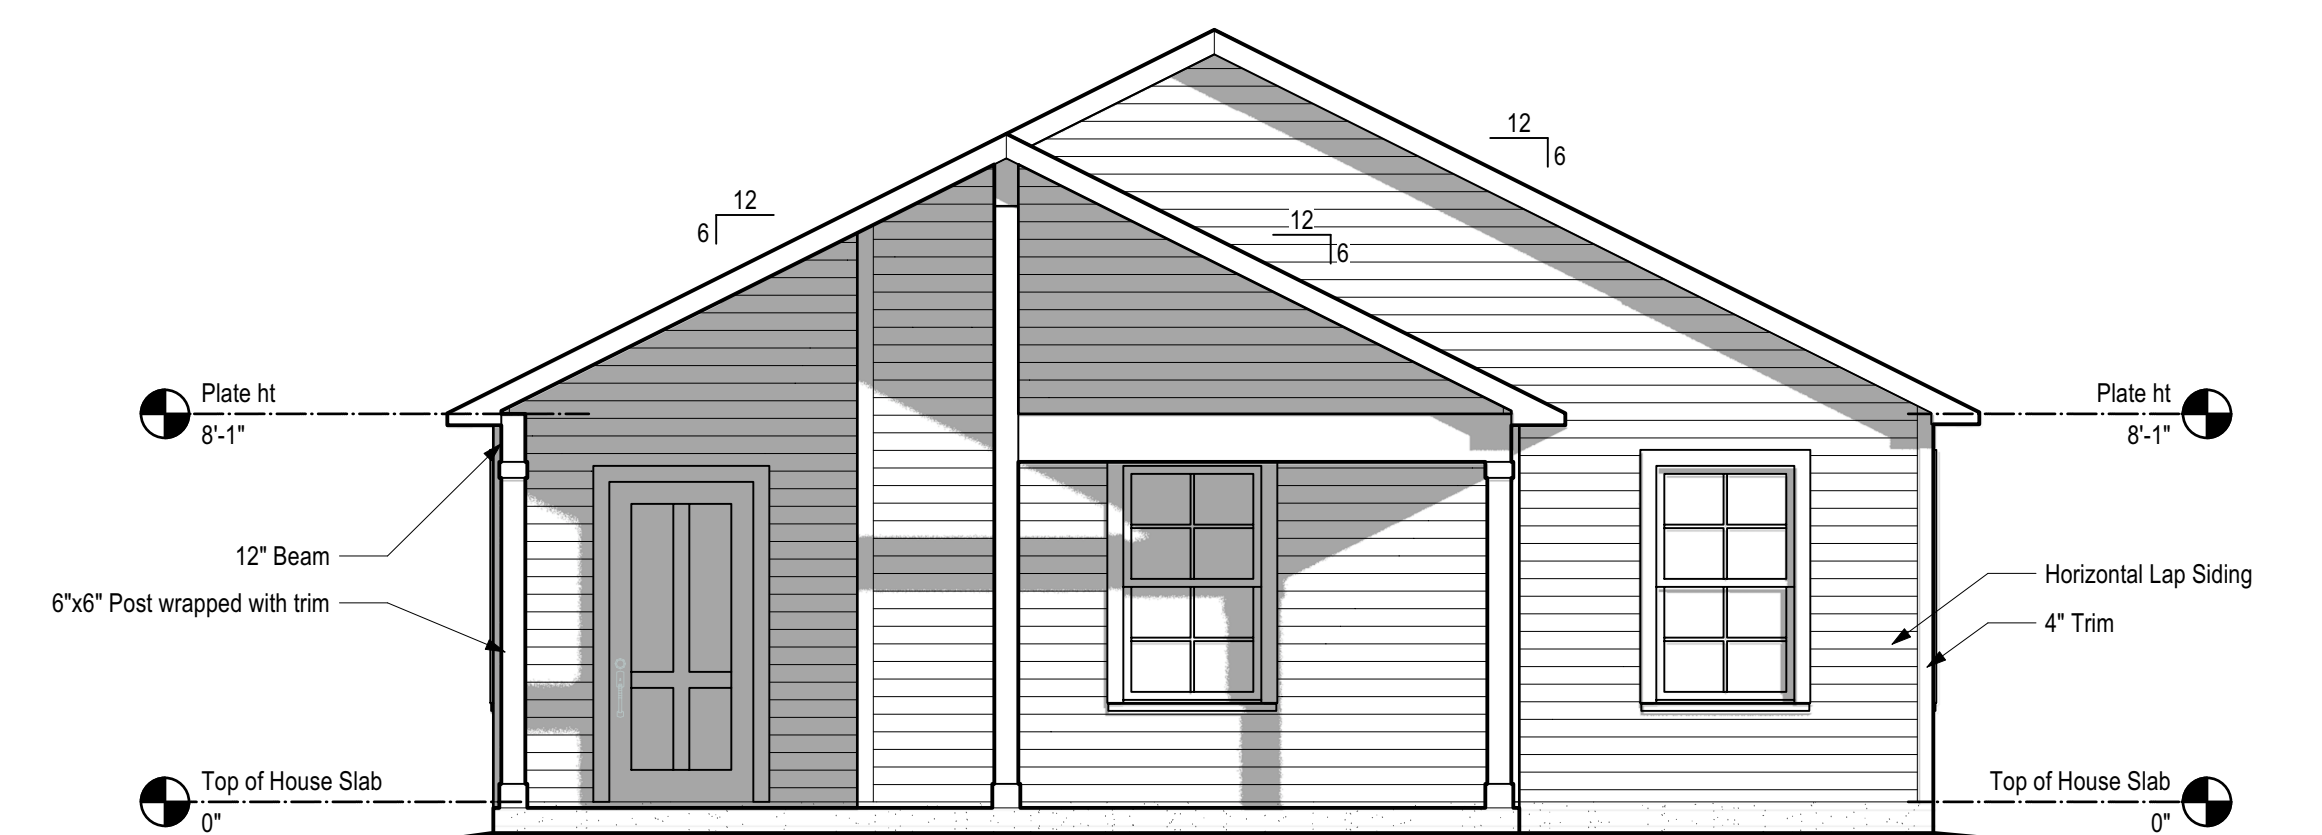 12
6
12
6
12
6
Plate ht
8'-1"
Plate ht
8'-1"
12" Beam
6"x6" Post wrapped with trim
Horizontal Lap Siding
4" Trim
Top of House Slab
0"
Top of House Slab
0"